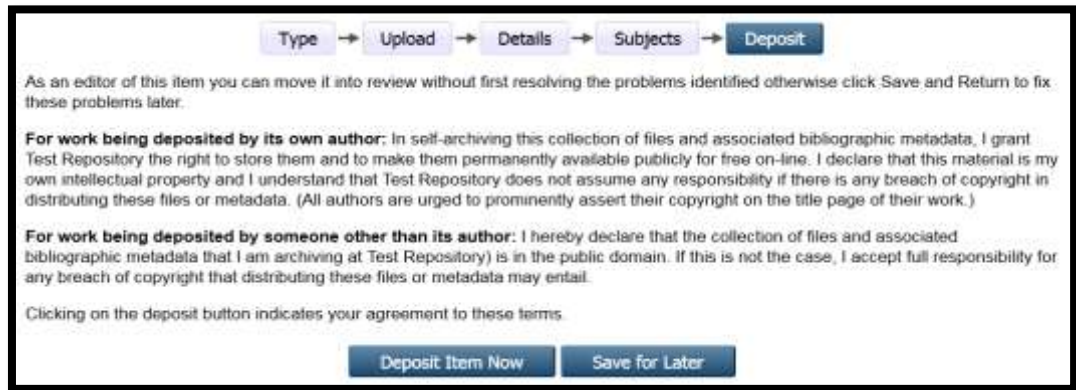 Type → Upload → Details → Subjects → Deposit
As an editor of this item you can move it into review without first resolving the problems identified otherwise click Save and Return to fix
these problems later.
For work being deposited by its own author: In self-archiving this collection of files and associated bibliographic metadata, I grant
Test Repository the right to store them and to make them permanently available publicly for free on-line. I declare that this material is my
own intellectual property and I understand that Test Repository does not assume any responsibility if there is any breach of copyright in
distributing these files or metadata. (All authors are urged to prominently assert their copyright on the title page of their work.)
For work being deposited by someone other than its author: I hereby declare that the collection of files and associated
bibliographic metadata that I am archiving at Test Repository) is in the public domain. If this is not the case, I accept full responsibility for
any breach of copyright that distributing these files or metadata may entail.
Clicking on the deposit button indicates your agreement to these terms.
Deposit Item Now Save for Later